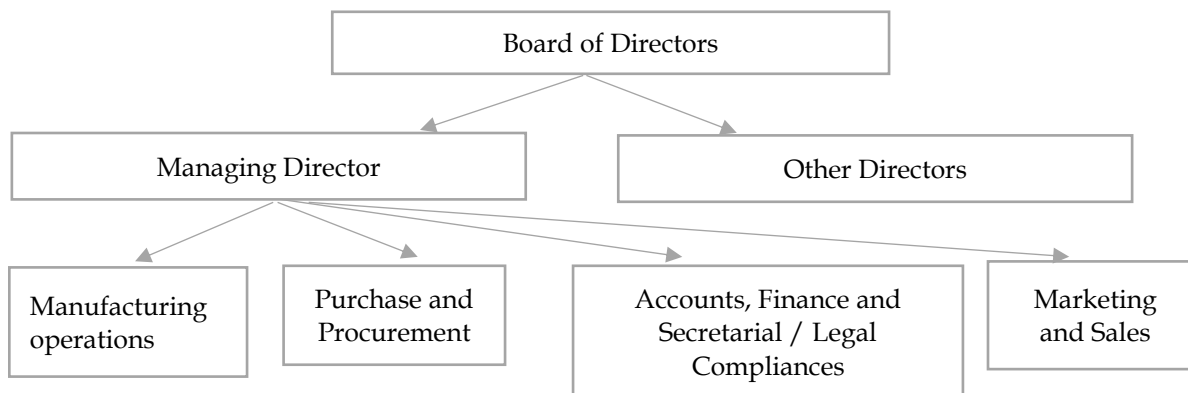 Board of Directors
Managing Director
Other Directors
Manufacturing
operations
Purchase and
Procurement
Accounts, Finance and
Secretarial / Legal
Compliances
Marketing
and Sales